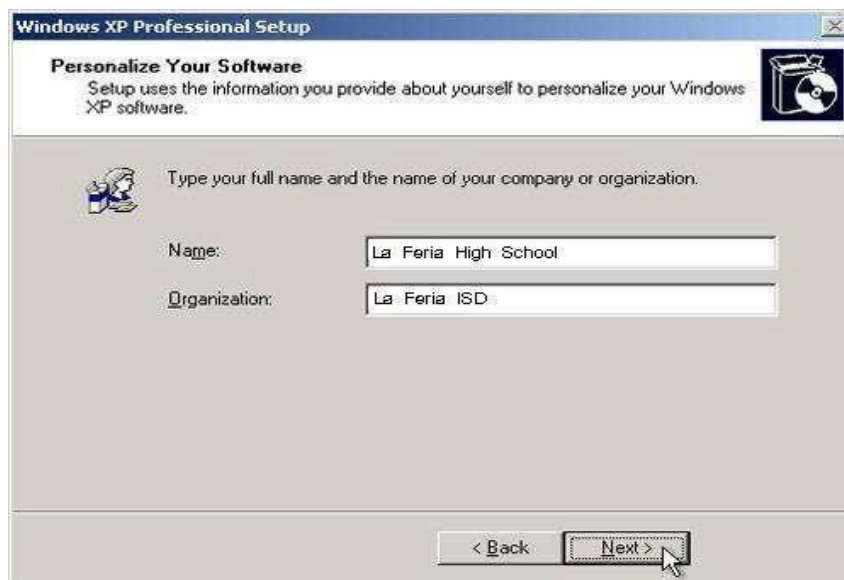 Windows XP Professional Setup
Personalize Your Software
Setup uses the information you provide about yourself to personalize your Windows
XP software.
Type your full name and the name of your company or organization.
Name:
La Feria High School
Organization:
La Feria ISD
< Back
Next >